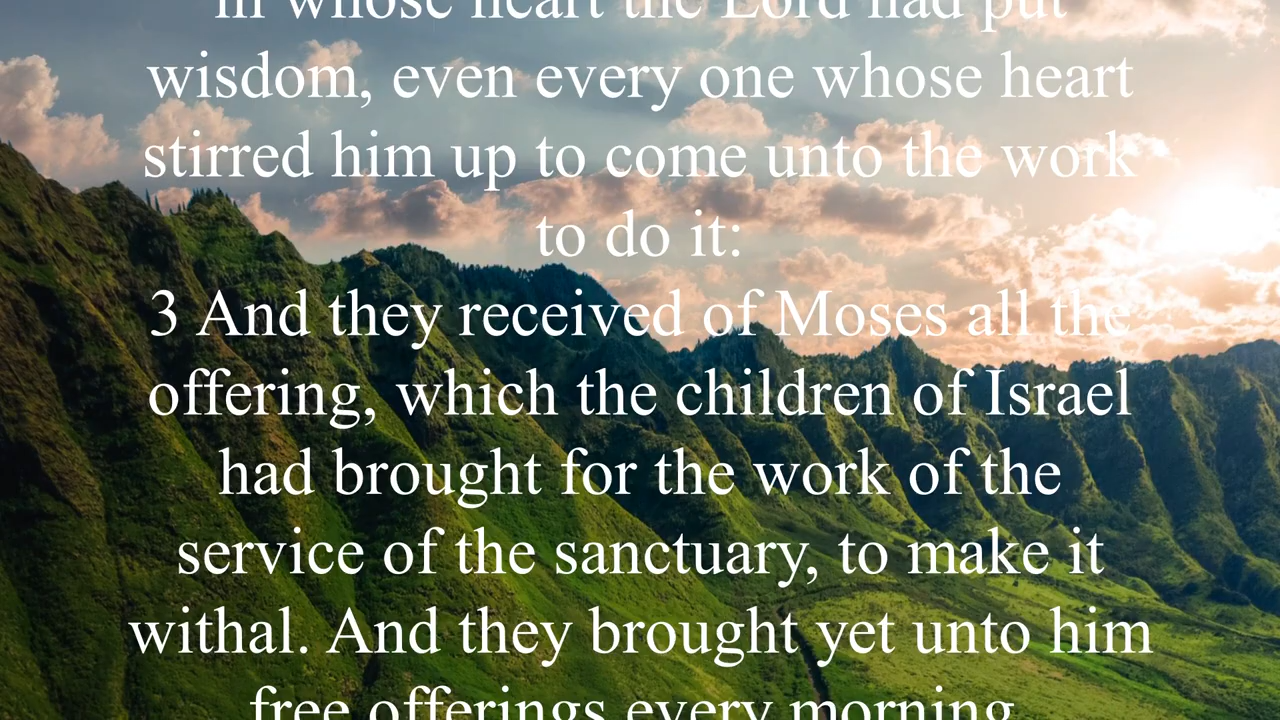 in whose heart the Lord had put
wisdom, even every one whose heart
stirred him up to come unto the work
to do it:
3 And they received of Moses all the
offering, which the children of Israel
had brought for the work of the
service of the sanctuary, to make it
withal. And they brought yet unto him
free offerings every morning.